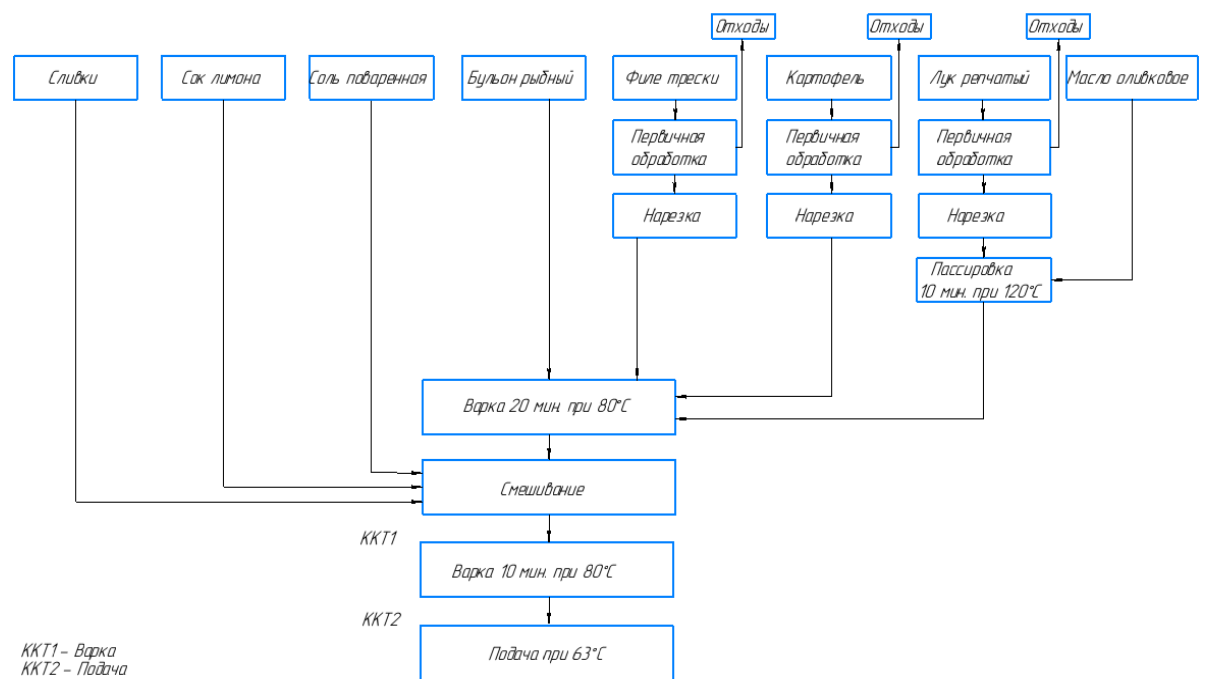 Отходы
Отходы
Отходы
Сливки
Сок лимона
Соль поваренная
Бульон рыбный
Филе трески
Картофель
Лук репчатый
Масло оливковое
Первичная
обработка
Первичная
обработка
Первичная
обработка
Нарезка
Нарезка
Нарезка
Пассировка
10 мин. при 120°С
Варка 20 мин. при 80°С
Смешивание
ККТ1
Варка 10 мин. при 80°С
ККТ2
Подача при 63°С
ККТ1 – Варка
ККТ2 – Подача